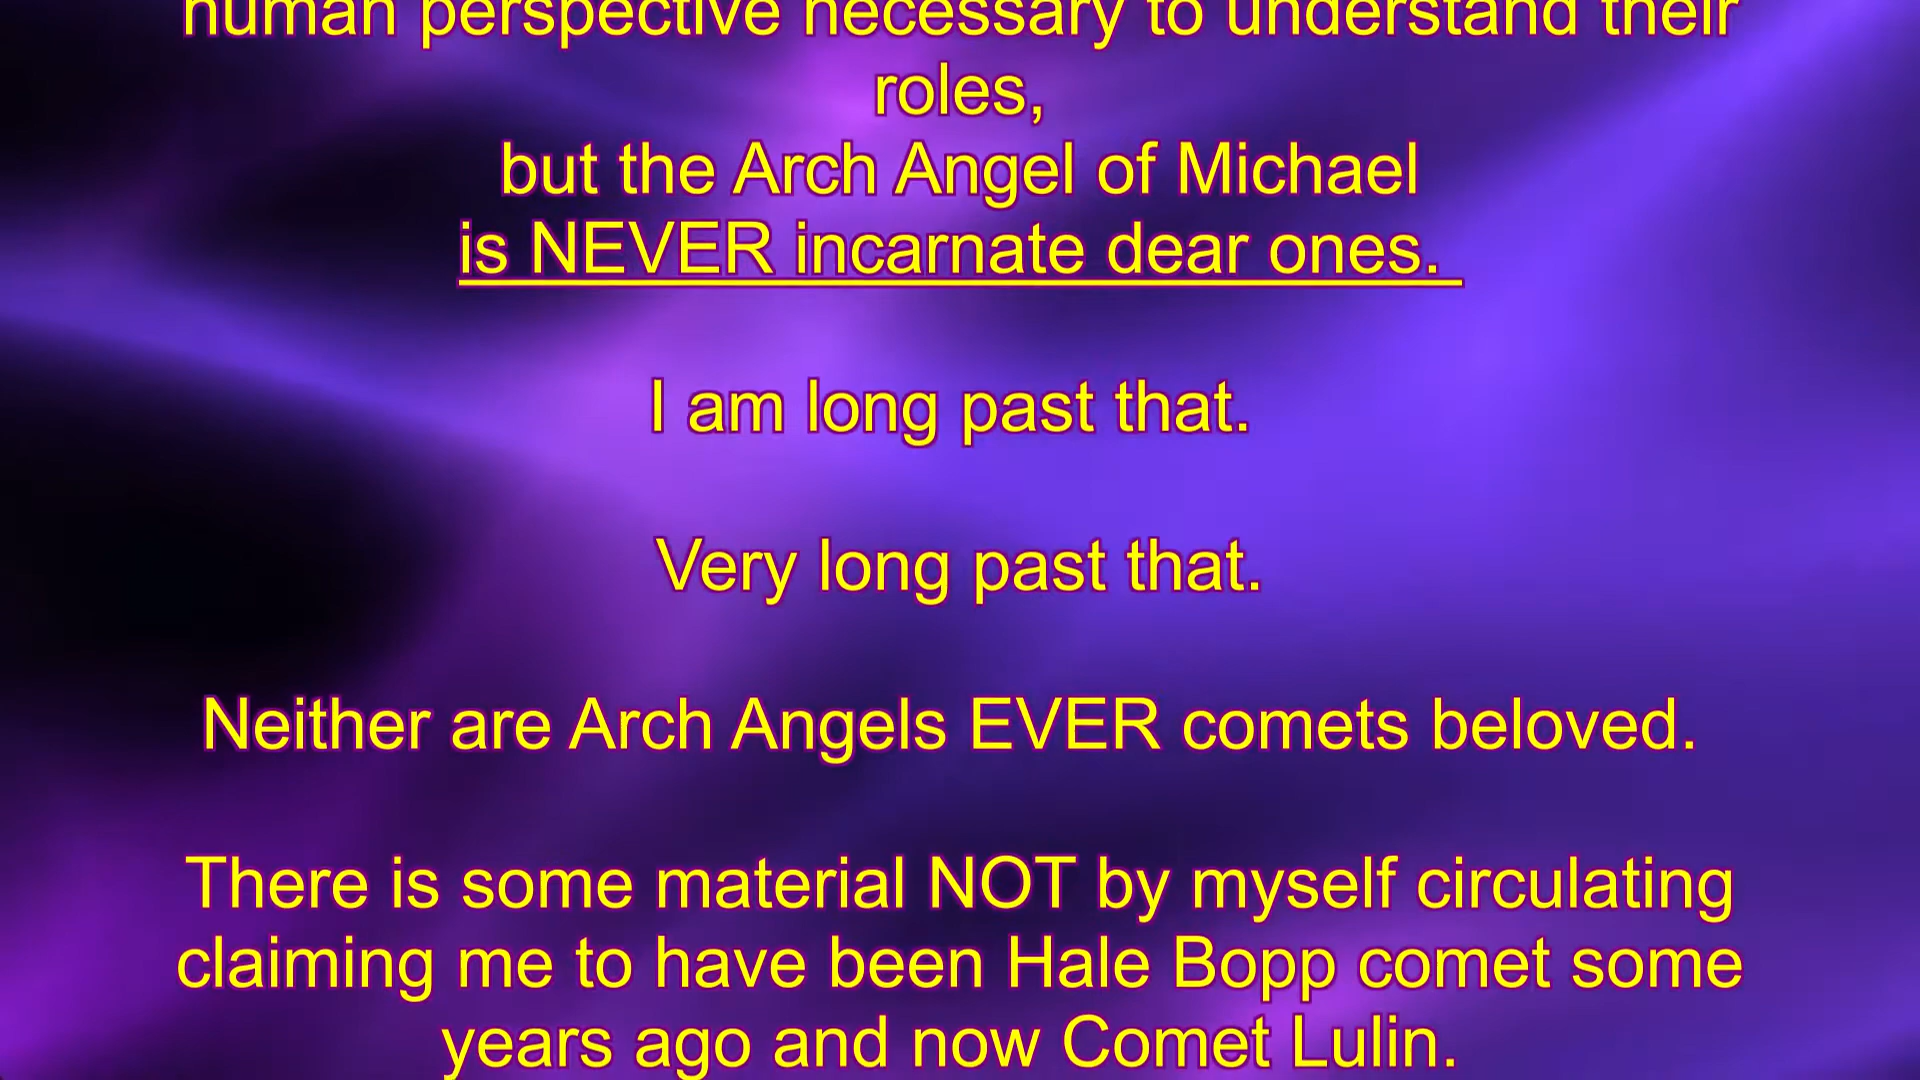 human perspective necessary to understand their
roles,
but the Arch Angel of Michael
is NEVER incarnate dear ones.
I am long past that.
Very long past that.
Neither are Arch Angels EVER comets beloved.
There is some material NOT by myself circulating
claiming me to have been Hale Bopp comet some
years ago and now Comet Lulin.